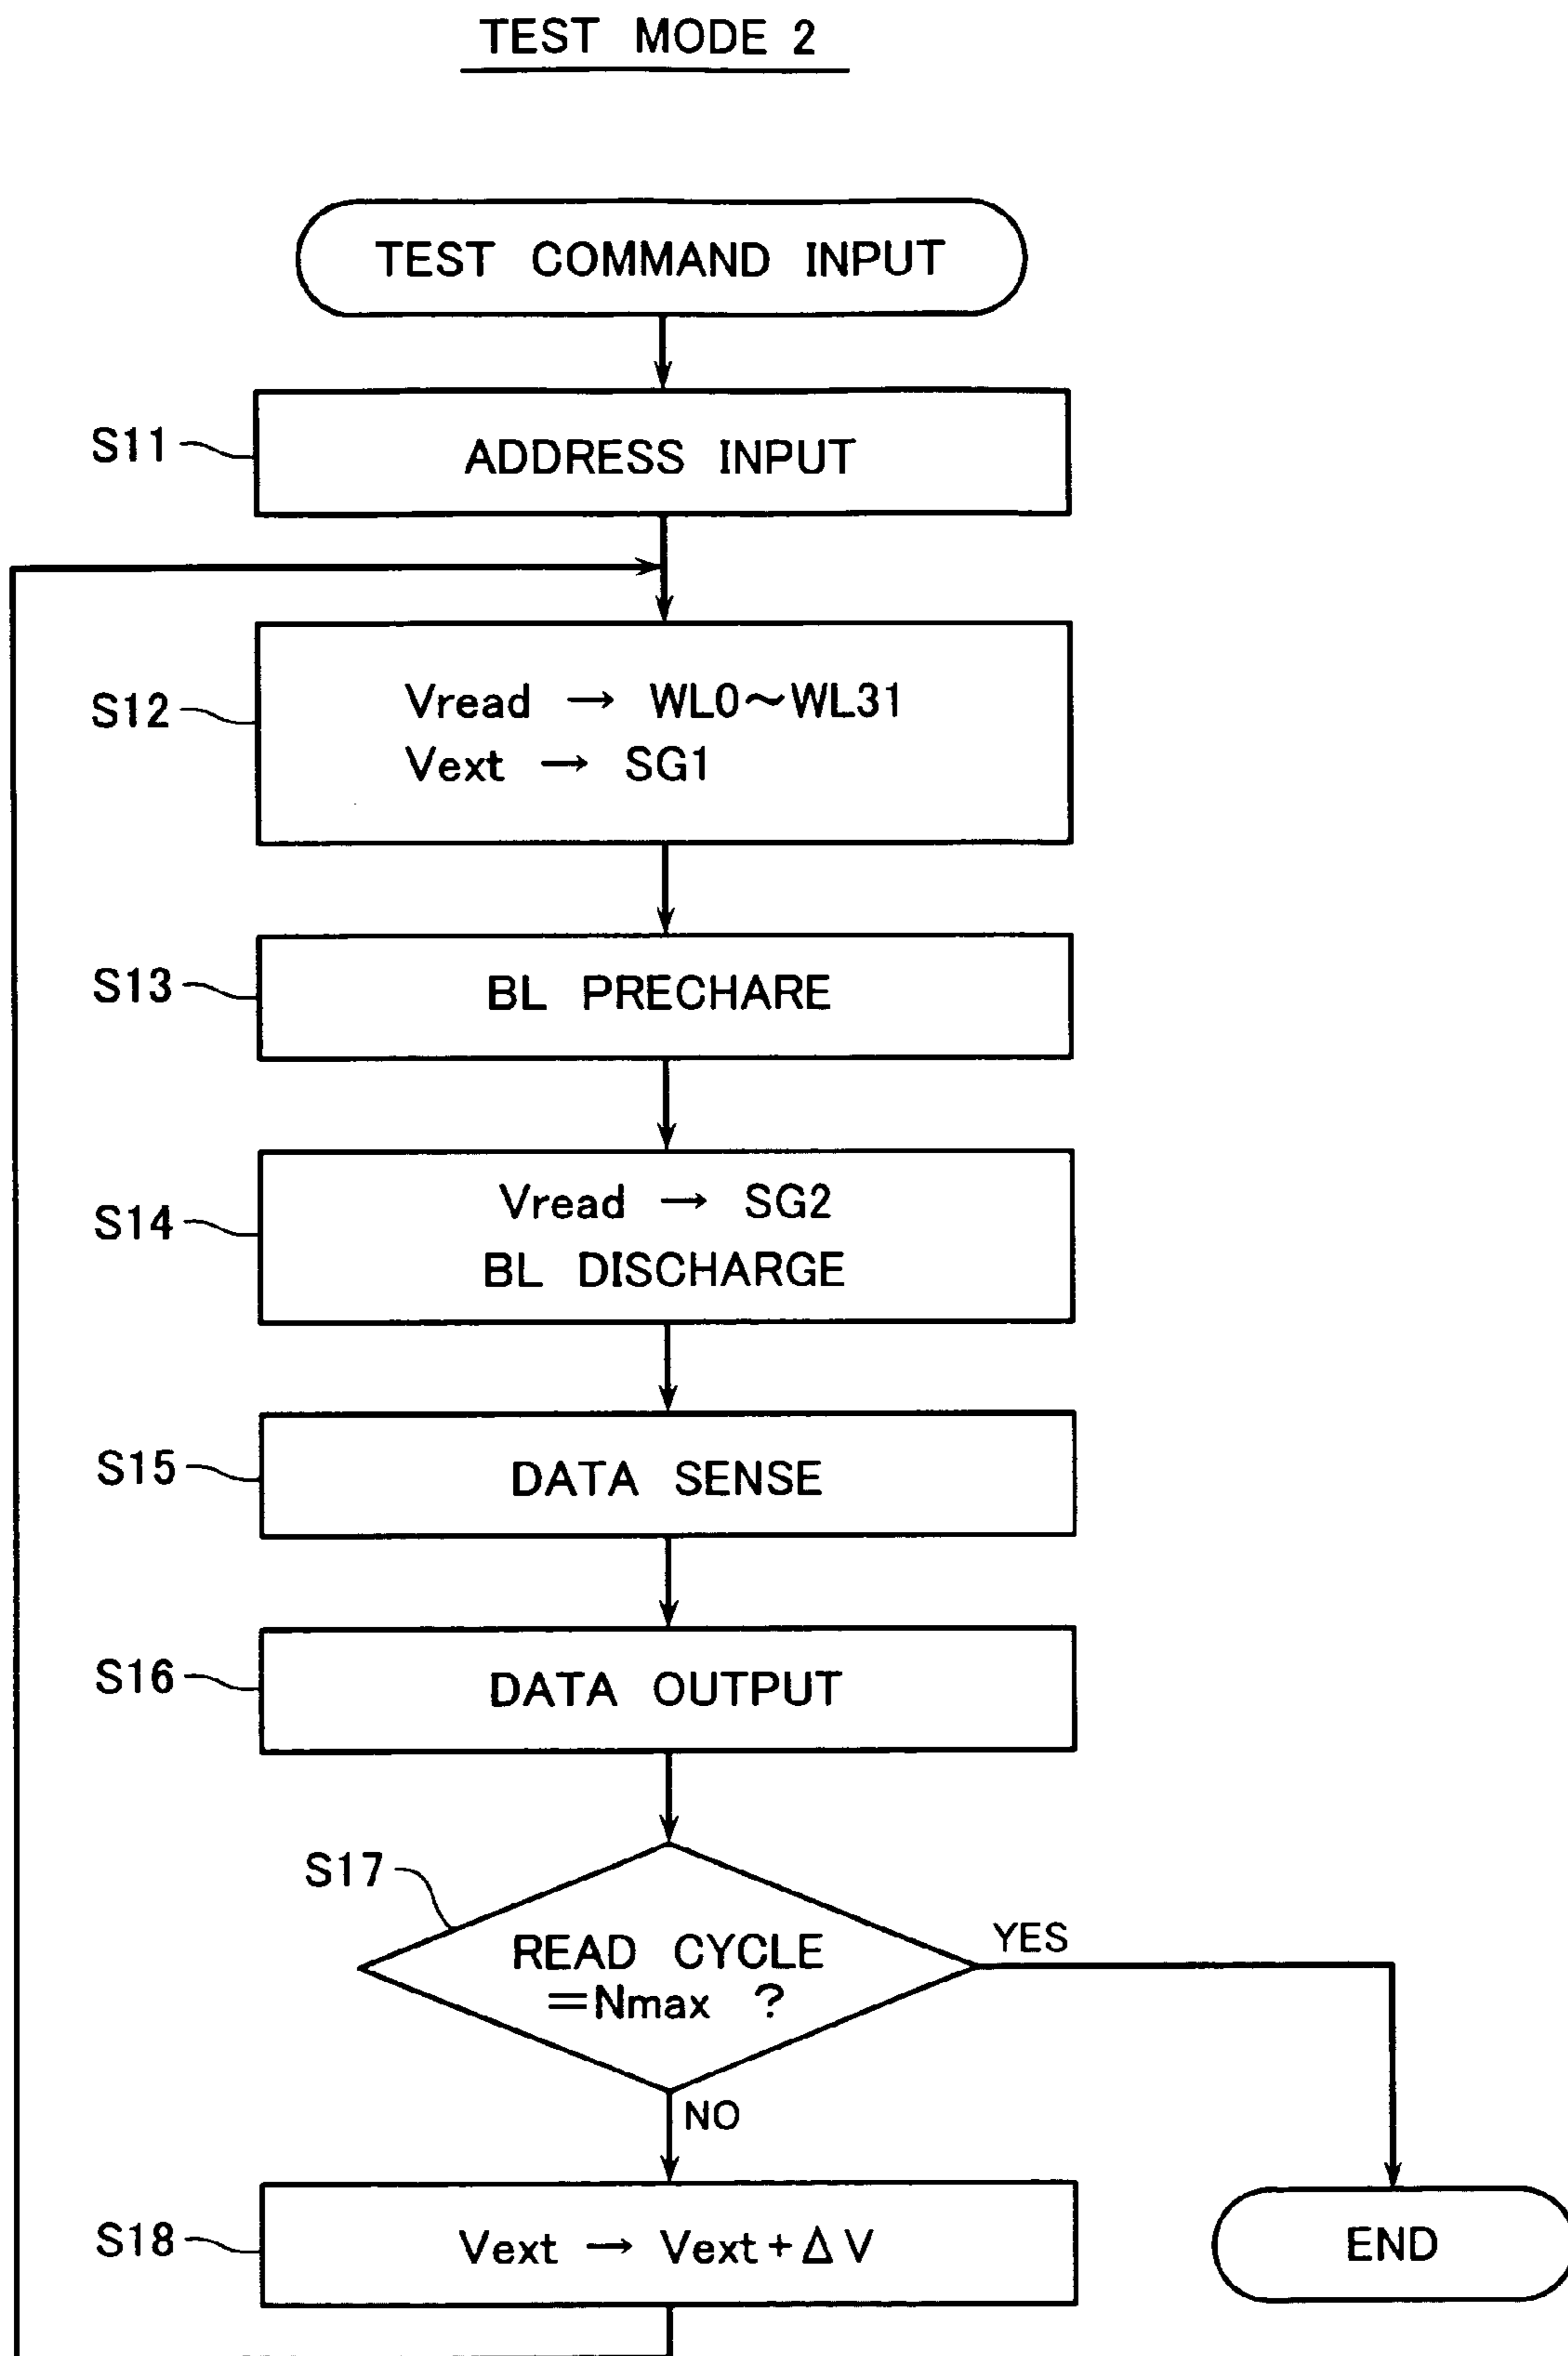 TEST MODE 2
TEST COMMAND INPUT
S11
ADDRESS INPUT
S12
Vread → WL0～WL31
Vext → SG1
S13
BL PRECHARE
S14
Vread → SG2
BL DISCHARGE
S15
DATA SENSE
S16
DATA OUTPUT
S17
READ CYCLE
=Nmax ?
YES
NO
S18
Vext → Vext+ΔV
END